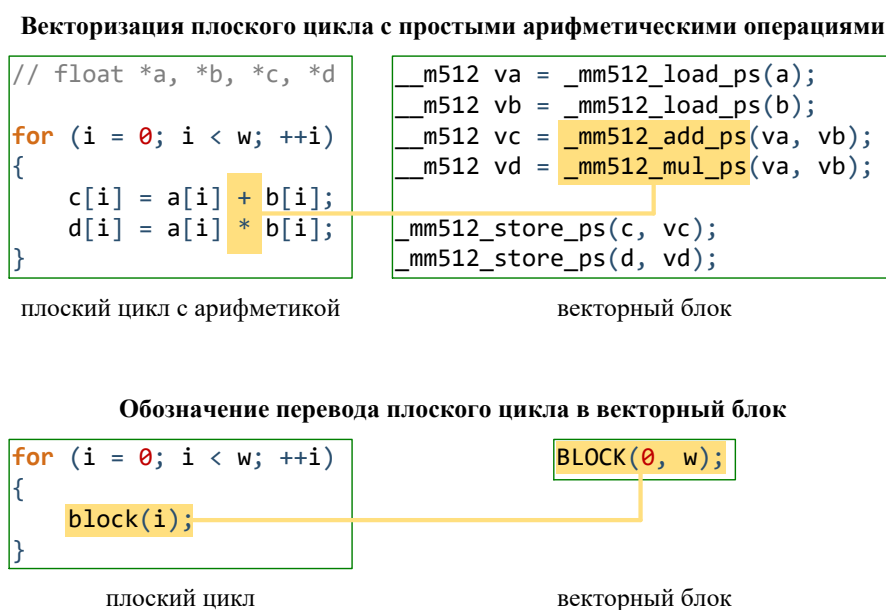 Векторизация плоского цикла с простыми арифметическими операциями
// float *a, *b, *c, *d
for (i = 0; i < w; ++i)
{
    c[i] = a[i] + b[i];
    d[i] = a[i] * b[i];
}
__m512 va = _mm512_load_ps(a);
__m512 vb = _mm512_load_ps(b);
__m512 vc = _mm512_add_ps(va, vb);
__m512 vd = _mm512_mul_ps(va, vb);
_mm512_store_ps(c, vc);
_mm512_store_ps(d, vd);
плоский цикл с арифметикой
векторный блок
Обозначение перевода плоского цикла в векторный блок
for (i = 0; i < w; ++i)
{
    block(i);
}
BLOCK(0, w);
плоский цикл
векторный блок